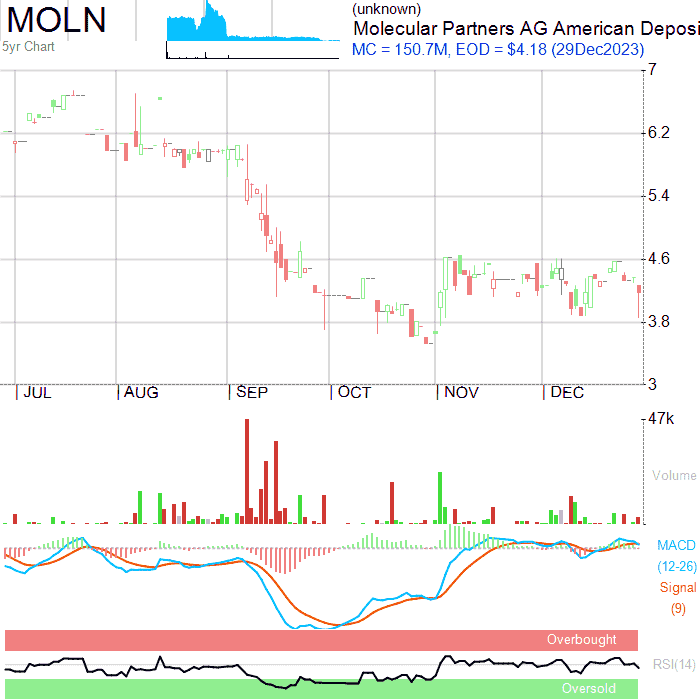 MOLN
5yr Chart
(unknown)
Molecular Partners AG American Deposi
MC = 150.7M, EOD = $4.18 (29Dec2023)
7
6.2
5.4
4.6
3.8
3
JUL AUG SEP OCT NOV DEC
47k
Volume
MACD
(12-26)
Signal
(9)
Overbought
RSI(14)
Oversold